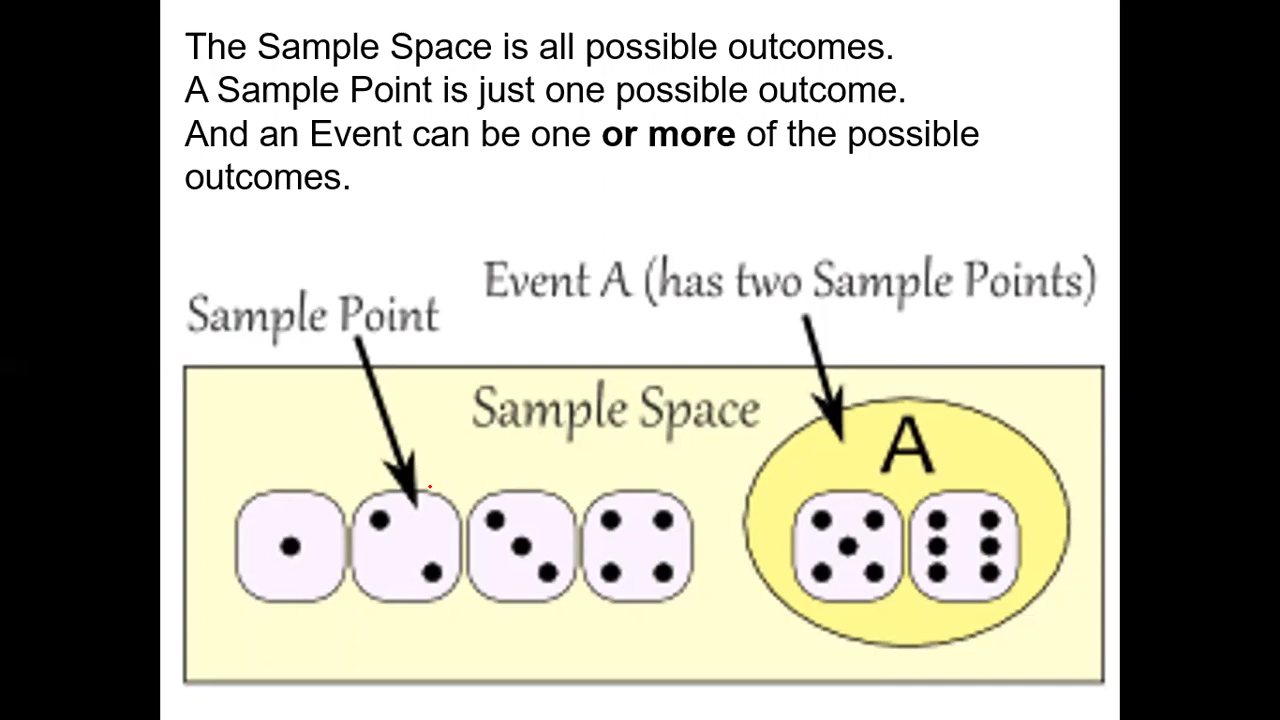 The Sample Space is all possible outcomes.
A Sample Point is just one possible outcome.
And an Event can be one or more of the possible
outcomes.
Event A (has two Sample Points)
Sample Point
Sample Space
A